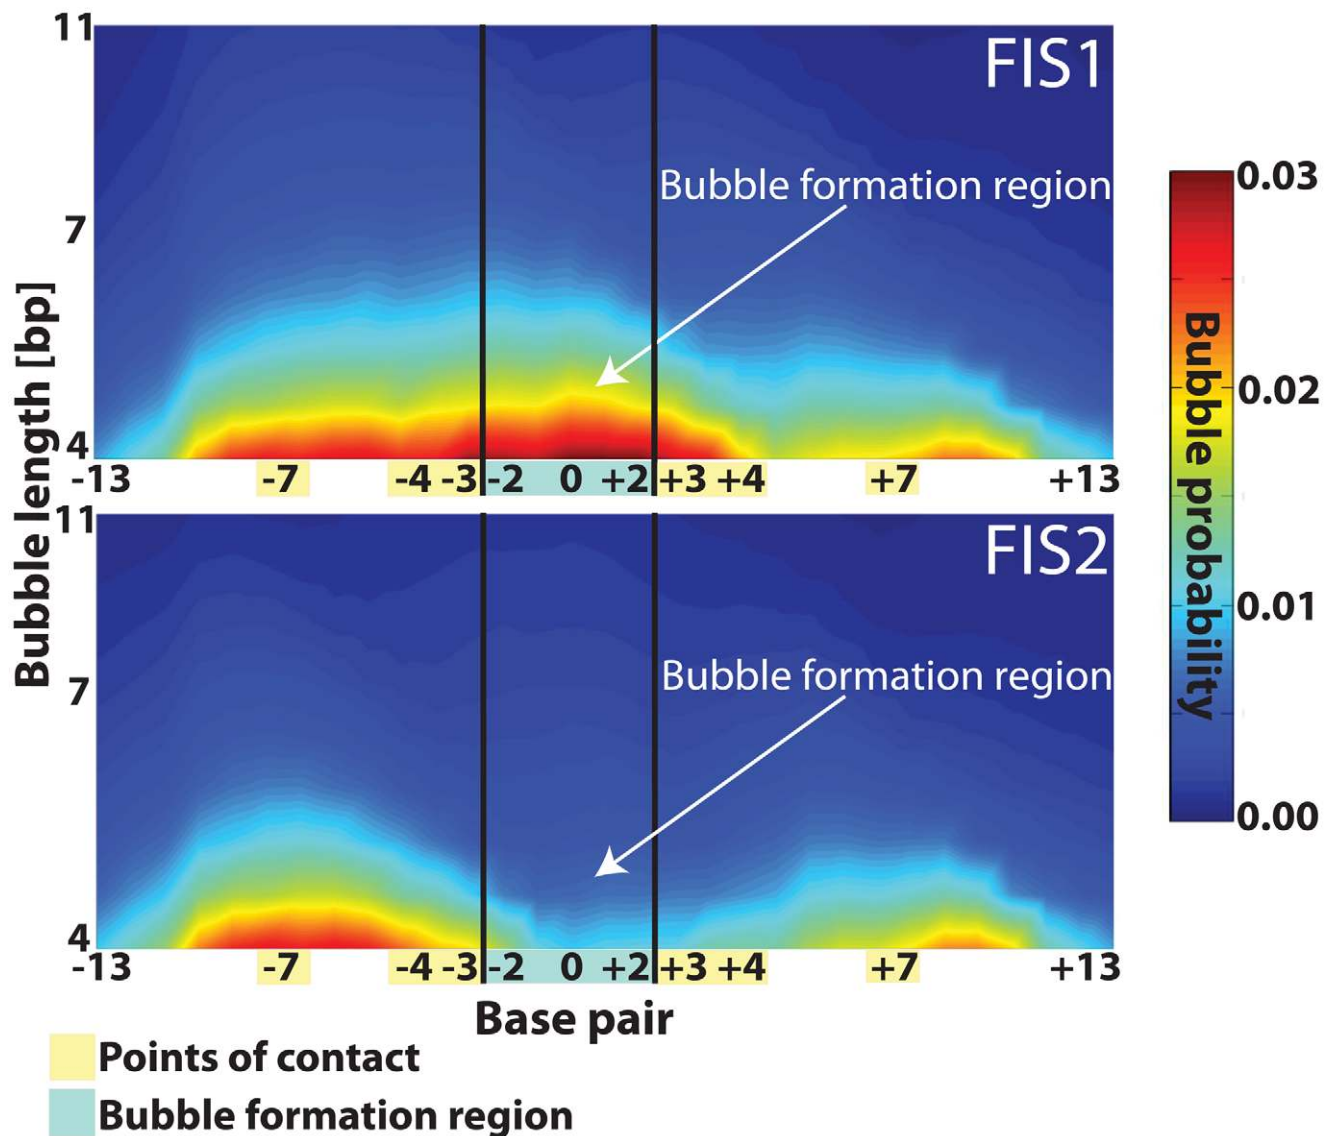 11
FIS1
Bubble formation region
7
4
-13 -7 -4 -3 -2 0 +2 +3 +4 +7 +13
Bubble length [bp]
11
FIS2
Bubble formation region
7
4
-13 -7 -4 -3 -2 0 +2 +3 +4 +7 +13
Base pair
0.03
0.02
0.01
0.00
Bubble probability
Points of contact
Bubble formation region